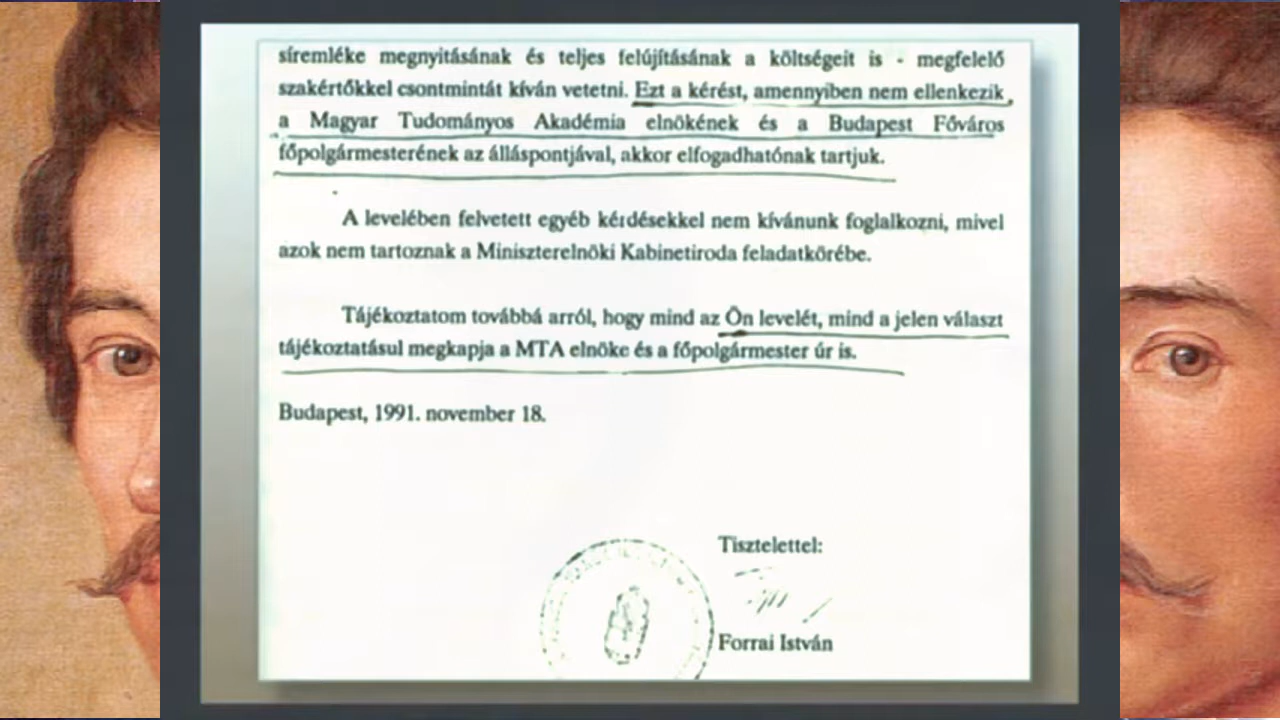 síremléke megnyitásának és teljes felújításának a költségeit is - megfelelő
szakértőkkel csontmintát kíván vetetni. Ezt a kérést, amennyiben nem ellenkezik
a Magyar Tudományos Akadémia elnökének és a Budapest Főváros
főpolgármesterének az álláspontjával, akkor elfogadhatónak tartjuk.
A levelében felvetett egyéb kérdésekkel nem kívánunk foglalkozni, mivel
azok nem tartoznak a Miniszterelnöki Kabinetiroda feladatkörébe.
Tájékoztatom továbbá arról, hogy mind az Ön levelét, mind a jelen választ
tájékoztatásul megkapja a MTA elnöke és a főpolgármester úr is.
Budapest, 1991. november 18.
Tisztelettel:
Forrai István